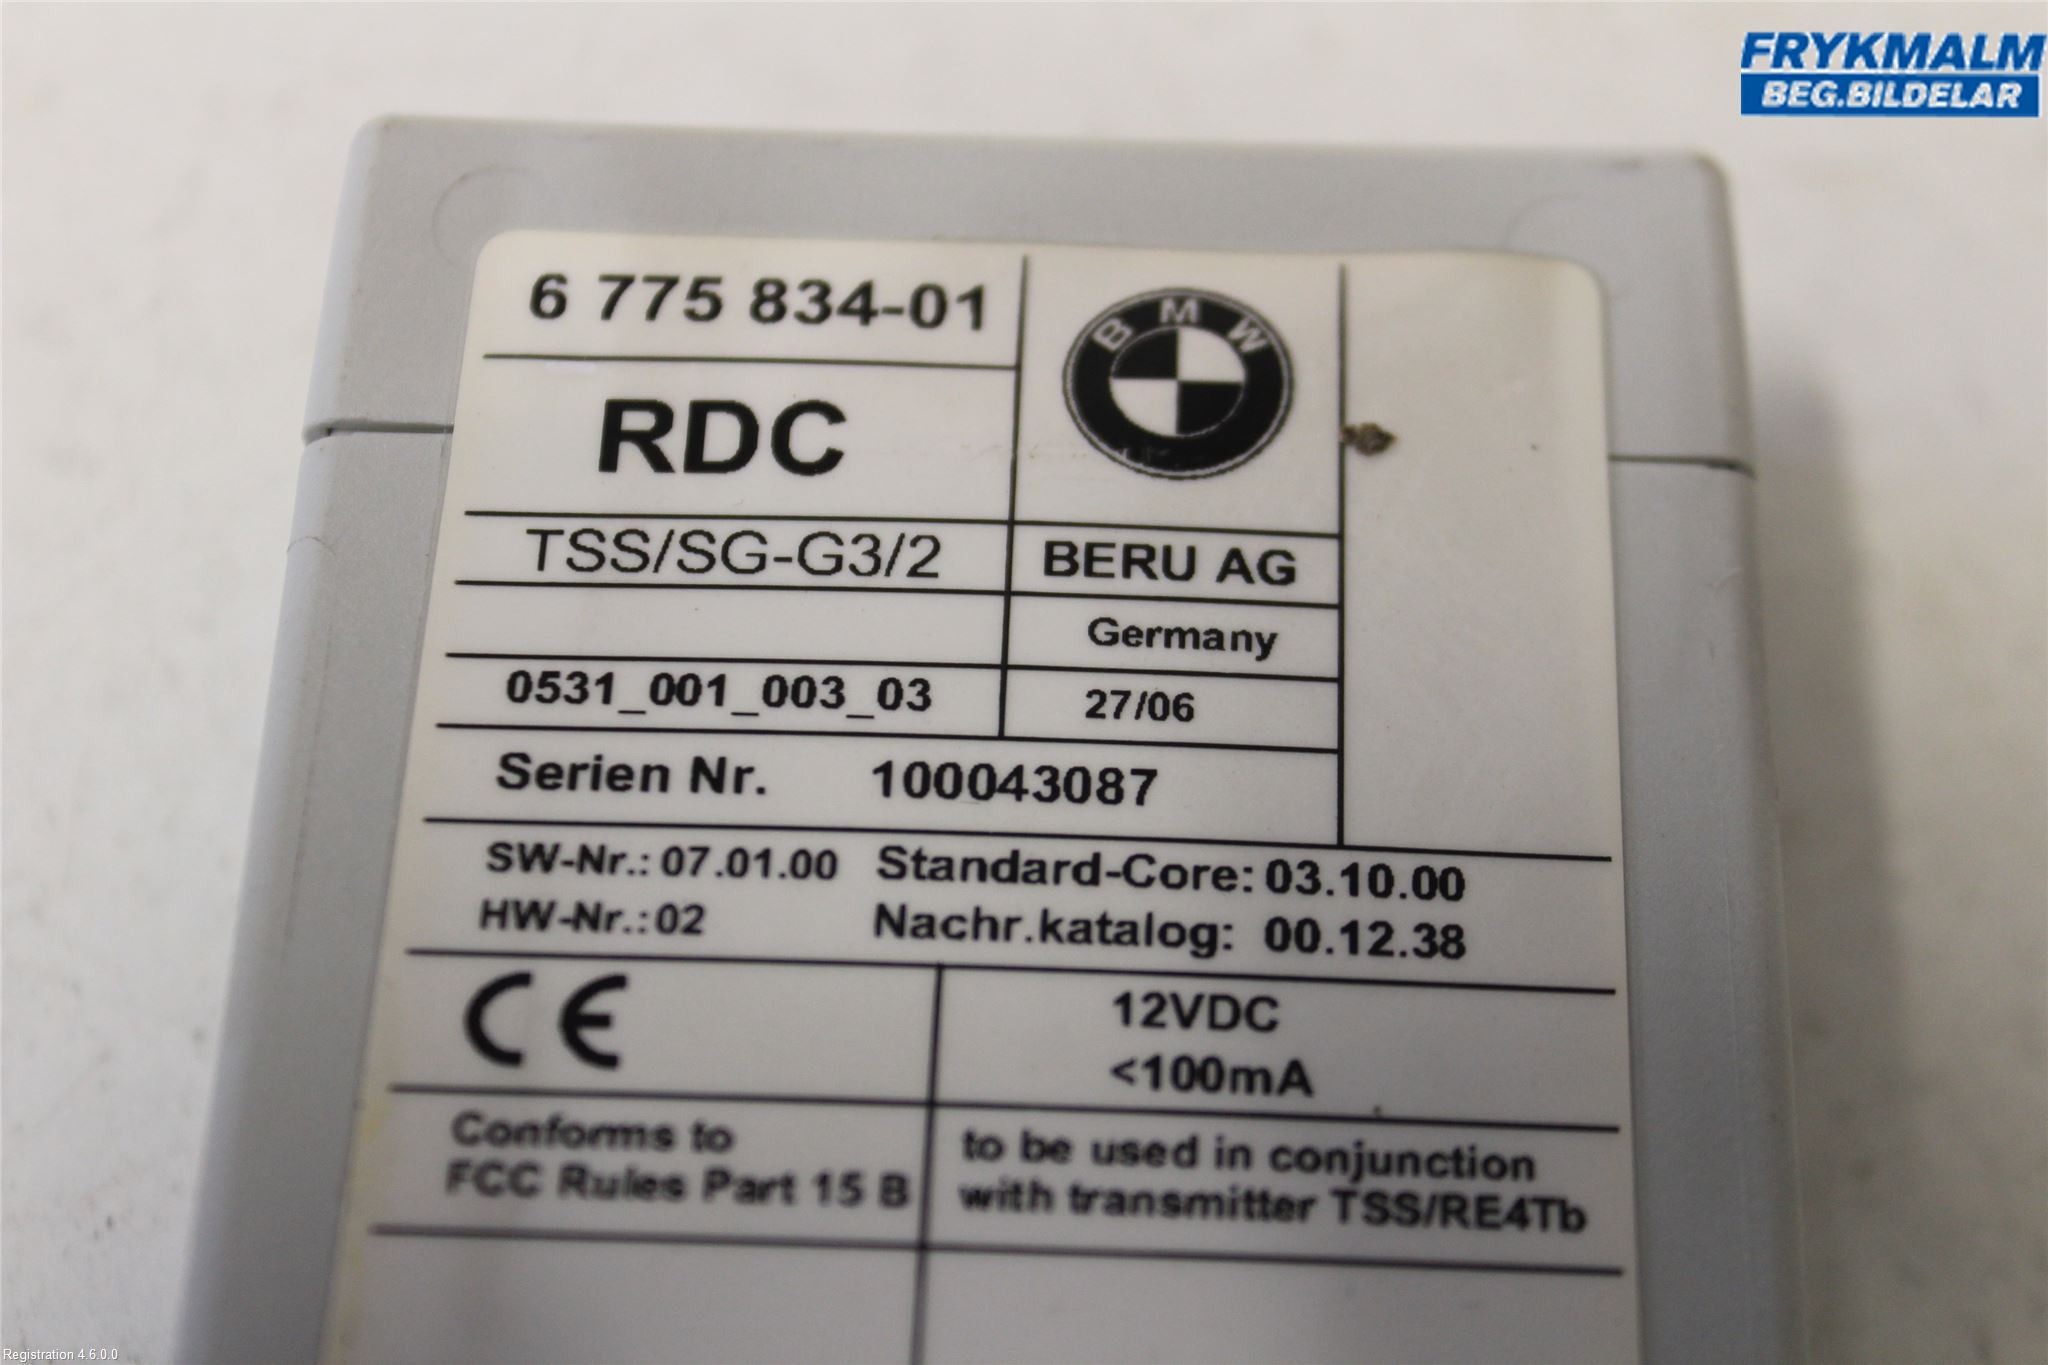 FRYKMALM
BEG.BILDELAR
6 775 834-01
BMW
RDC
TSS/SG-G3/2
BERU AG
Germany
0531_001_003_03
27/06
Serien Nr. 100043087
SW-Nr.: 07.01.00 Standard-Core: 03.10.00
HW-Nr.: 02 Nachr.katalog: 00.12.38
CE
12VDC
<100mA
Conforms to
FCC Rules Part 15 B
to be used in conjunction
with transmitter TSS/RE4Tb
Registration 4.6.0.0